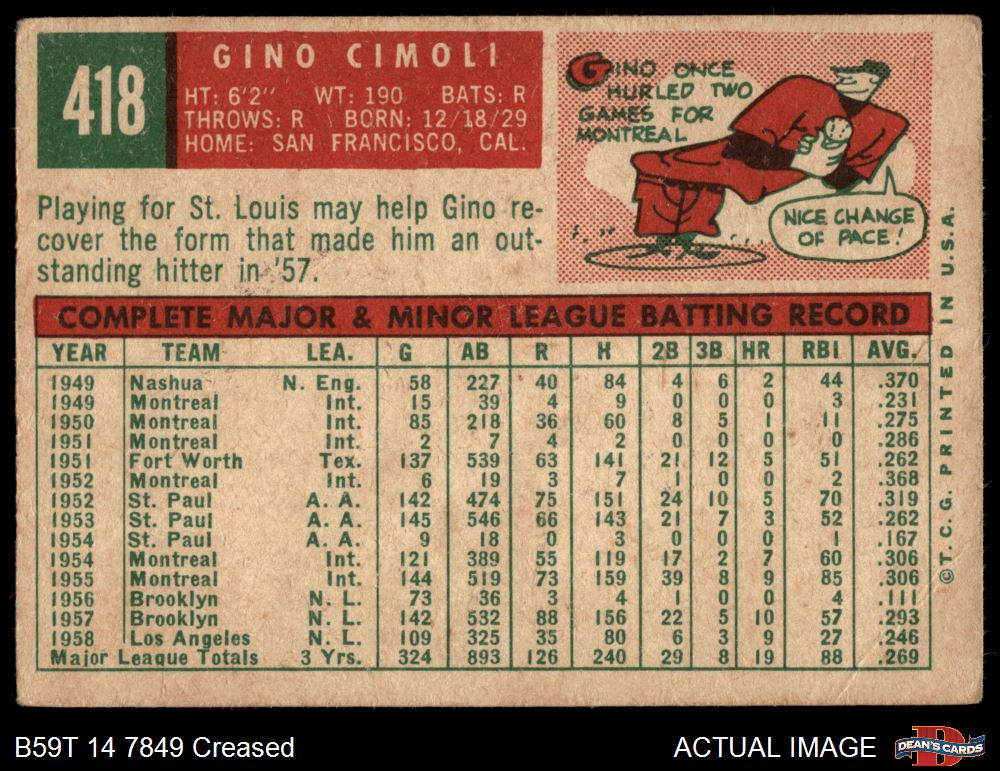 418
GINO CIMOLI
HT: 6'2" WT: 190 BATS: R
THROWS: R BORN: 12/18/29
HOME: SAN FRANCISCO, CAL.
GINO ONCE
HURLED TWO
GAMES FOR
MONTREAL
NICE CHANGE
OF PACE!
Playing for St. Louis may help Gino re-
cover the form that made him an out-
standing hitter in '57.
COMPLETE MAJOR & MINOR LEAGUE BATTING RECORD
YEAR TEAM LEA. G AB R H 2B 3B HR RBI AVG.
1949 Nashua N. Eng. 58 227 40 84 4 6 2 44 .370
1949 Montreal Int. 15 39 4 9 0 0 0 3 .231
1950 Montreal Int. 85 218 36 60 8 5 1 11 .275
1951 Montreal Int. 2 7 4 2 0 0 0 0 .286
1951 Fort Worth Tex. 137 539 63 141 21 12 5 51 .262
1952 Montreal Int. 6 19 3 7 1 0 0 2 .368
1952 St. Paul A. A. 142 474 75 151 24 10 5 70 .319
1953 St. Paul A. A. 145 546 66 143 21 7 3 52 .262
1954 St. Paul A. A. 9 18 0 3 0 0 0 1 .167
1954 Montreal Int. 121 389 55 119 17 2 7 60 .306
1955 Montreal Int. 144 519 73 159 39 8 9 85 .306
1956 Brooklyn N. L. 73 36 3 4 1 0 0 4 .111
1957 Brooklyn N. L. 142 532 88 156 22 5 10 57 .293
1958 Los Angeles N. L. 109 325 35 80 6 3 9 27 .246
Major League Totals 3 Yrs. 324 893 126 240 29 8 19 88 .269
©T. C. G. PRINTED IN U.S.A.
B59T 14 7849 Creased
ACTUAL IMAGE
DEAN'S CARDS